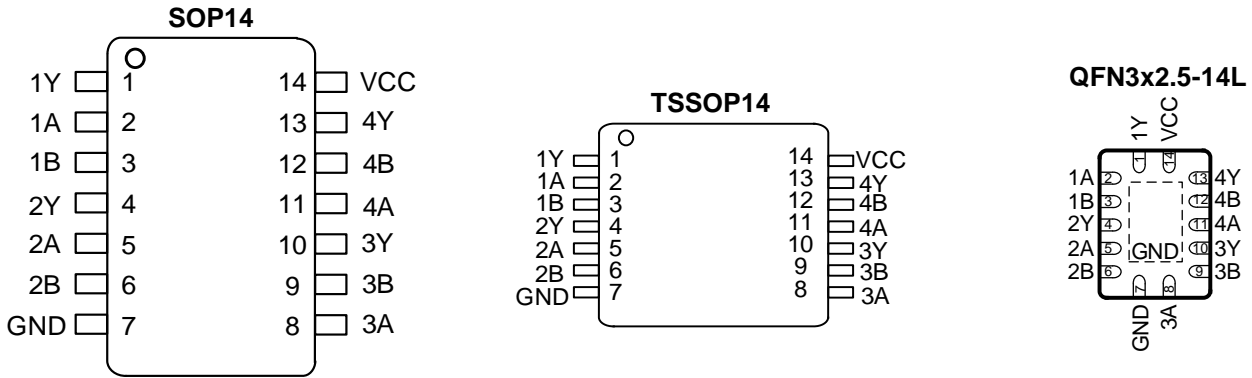 SOP14
1Y 1 14 VCC
1A 2 13 4Y
1B 3 12 4B
2Y 4 11 4A
2A 5 10 3Y
2B 6 9 3B
GND 7 8 3A
TSSOP14
1Y 1 14 VCC
1A 2 13 4Y
1B 3 12 4B
2Y 4 11 4A
2A 5 10 3Y
2B 6 9 3B
GND 7 8 3A
QFN3x2.5-14L
1Y VCC
1 14
1A 2 13 4Y
1B 3 12 4B
2Y 4 11 4A
2A 5 GND 10 3Y
2B 6 9 3B
7 8
GND 3A